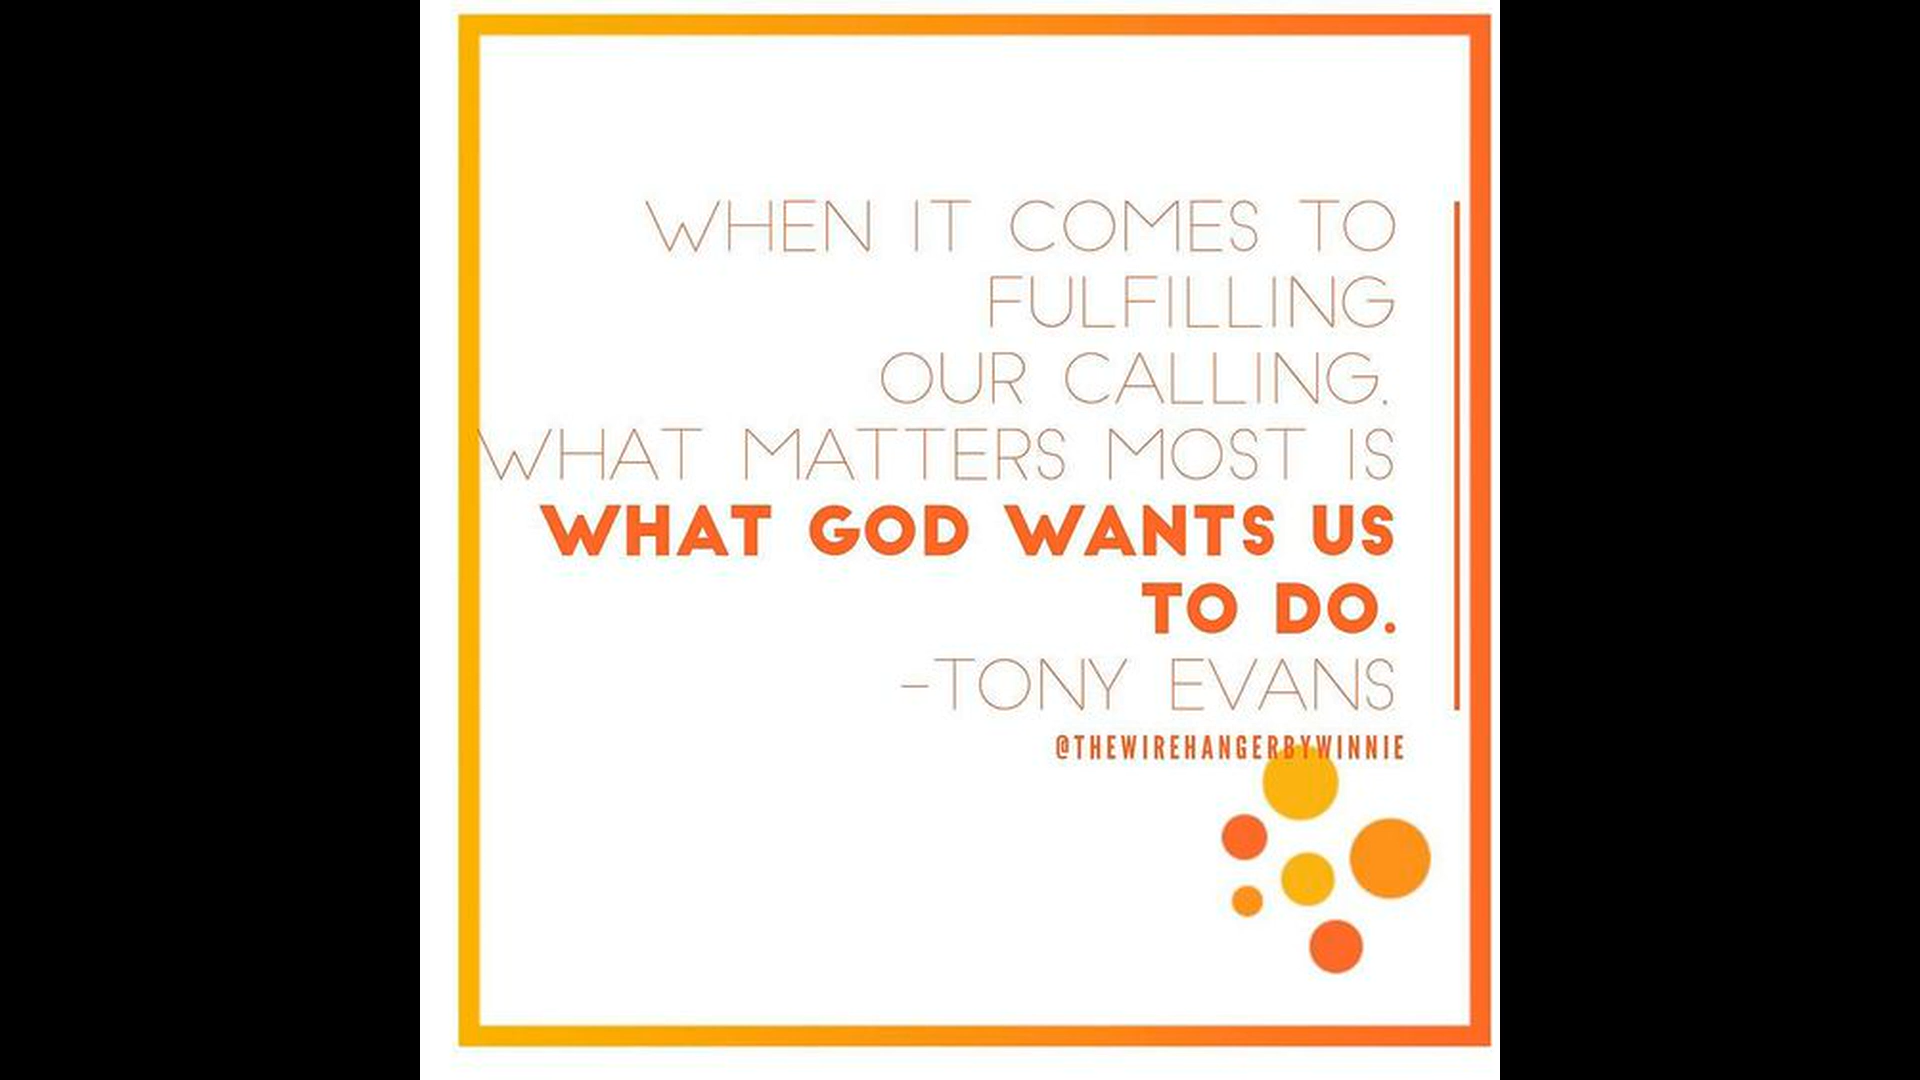 WHEN IT COMES TO
FULFILLING
OUR CALLING.
WHAT MATTERS MOST IS
WHAT GOD WANTS US
TO DO.
-TONY EVANS
@THEWIREHANGERBYWINNIE